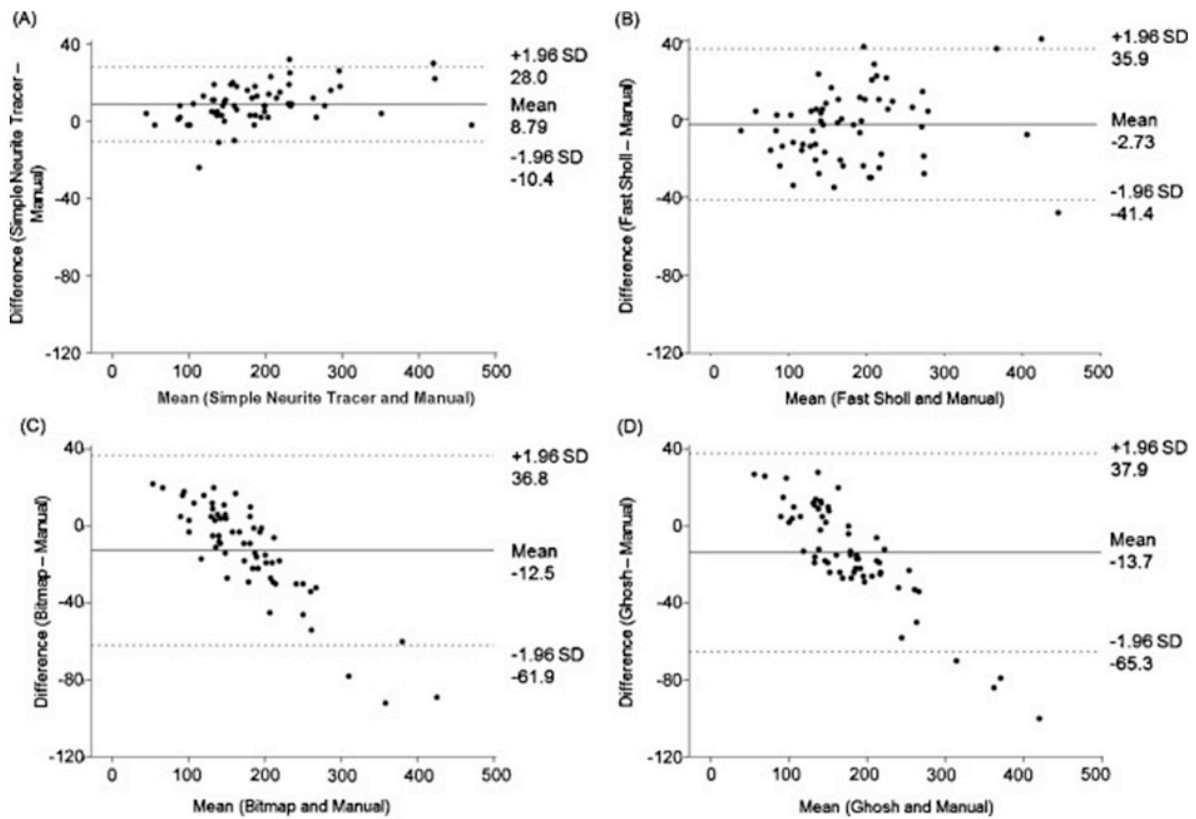 (A)
40
0
-40
-80
-120
Difference (Simple Neurite Tracer –
Manual)
0 100 200 300 400 500
Mean (Simple Neurite Tracer and Manual)
+1.96 SD
28.0
Mean
8.79
-1.96 SD
-10.4
(B)
40
0
-40
-80
-120
Difference (Fast Sholl – Manual)
0 100 200 300 400 500
Mean (Fast Sholl and Manual)
+1.96 SD
35.9
Mean
-2.73
-1.96 SD
-41.4
(C)
40
0
-40
-80
-120
Difference (Bitmap – Manual)
0 100 200 300 400 500
Mean (Bitmap and Manual)
+1.96 SD
36.8
Mean
-12.5
-1.96 SD
-61.9
(D)
40
0
-40
-80
-120
Difference (Ghosh – Manual)
0 100 200 300 400 500
Mean (Ghosh and Manual)
+1.96 SD
37.9
Mean
-13.7
-1.96 SD
-65.3